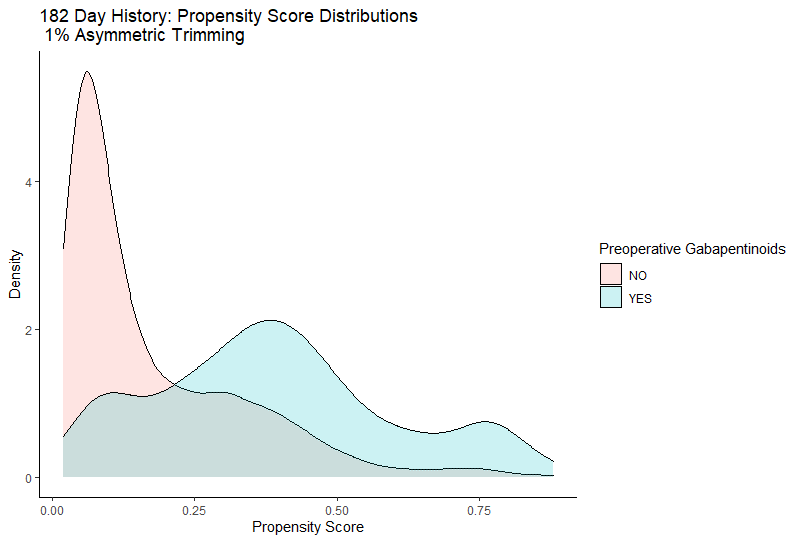 182 Day History: Propensity Score Distributions
1% Asymmetric Trimming
Density
4
2
0
0.00
0.25
0.50
0.75
Propensity Score
Preoperative Gabapentinoids
NO
YES